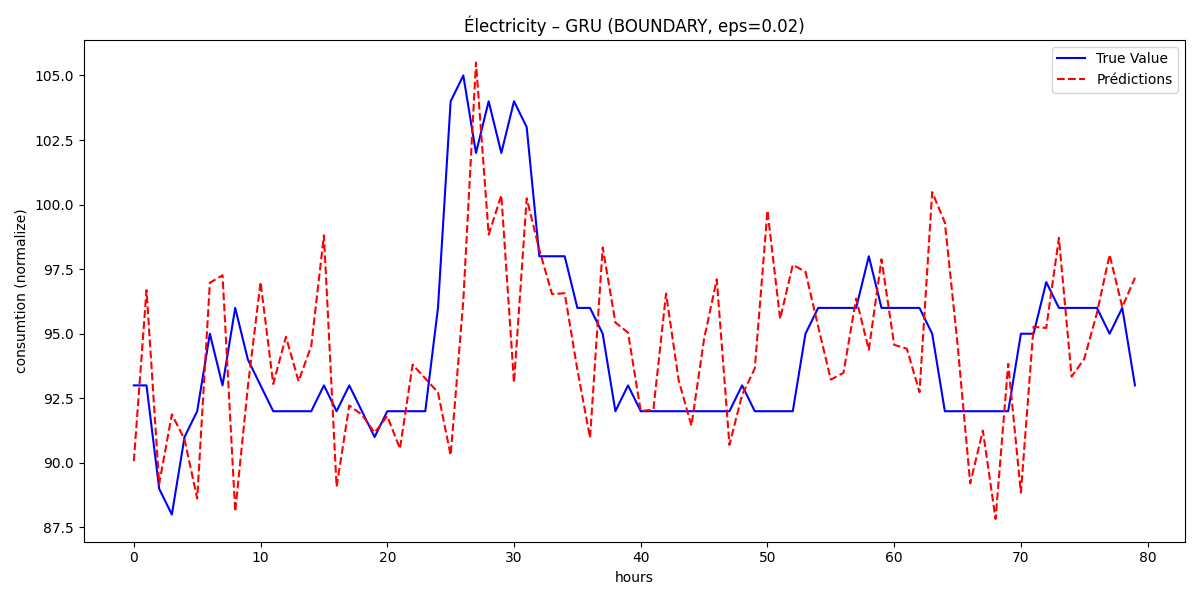 Électricity – GRU (BOUNDARY, eps=0.02)
True Value
Prédictions
consumtion (normalize)
105.0
102.5
100.0
97.5
95.0
92.5
90.0
87.5
0 10 20 30 40 50 60 70 80
hours